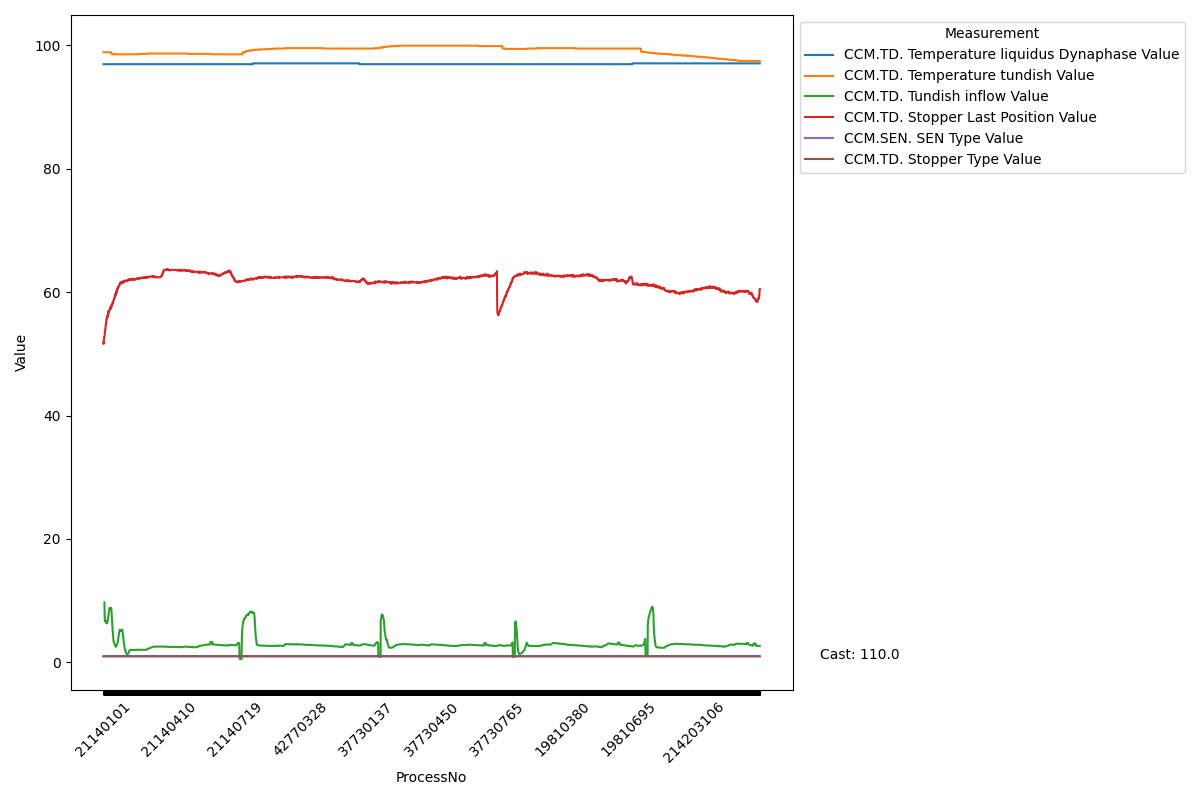 Measurement
CCM.TD. Temperature liquidus Dynaphase Value
CCM.TD. Temperature tundish Value
CCM.TD. Tundish inflow Value
CCM.TD. Stopper Last Position Value
CCM.SEN. SEN Type Value
CCM.TD. Stopper Type Value
100
80
60
40
20
0
Value
Cast: 110.0
21140101
21140410
21140719
42770328
37730137
37730450
37730765
19810380
19810695
214203106
ProcessNo